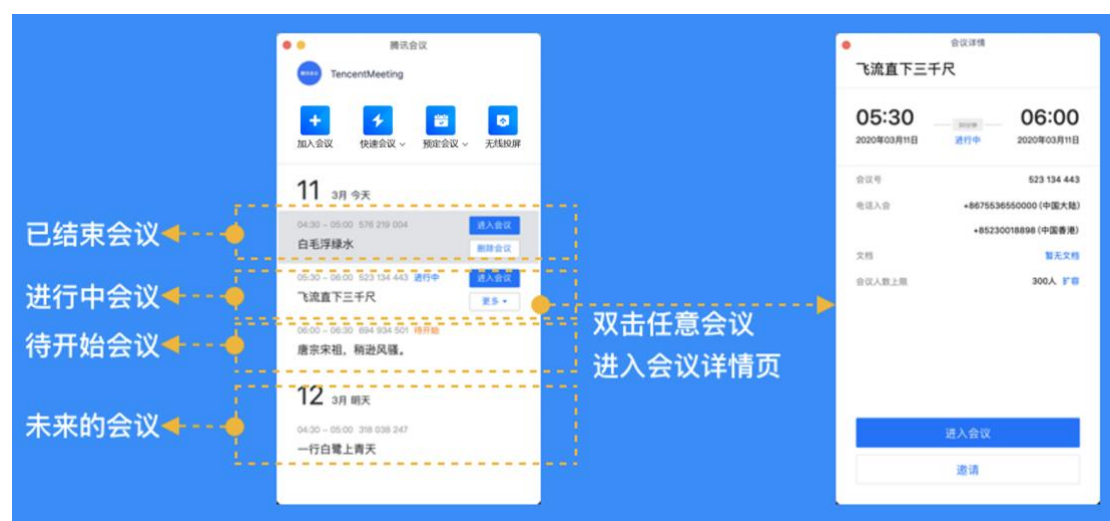 腾讯会议
TencentMeeting
加入会议 快速会议 预定会议 无线投屏
11 3月 今天
04:30 - 05:00 576 219 004 进入会议
白毛浮绿水 删除会议
05:30 - 06:00 523 134 443 进行中 进入会议
飞流直下三千尺 更多
06:00 - 06:30 694 934 501 待开始
唐宗宋祖,稍逊风骚。
12 3月 明天
04:30 - 05:00 318 038 247
一行白鹭上青天
已结束会议
进行中会议
待开始会议
未来的会议
双击任意会议
进入会议详情页
会议详情
飞流直下三千尺
05:30 06:00
2020年03月11日 进行中 2020年03月11日
会议号 523 134 443
电话入会 +8675536550000 (中国大陆)
+85230018898 (中国香港)
文档 暂无文档
会议人数上限 300人 扩容
进入会议
邀请